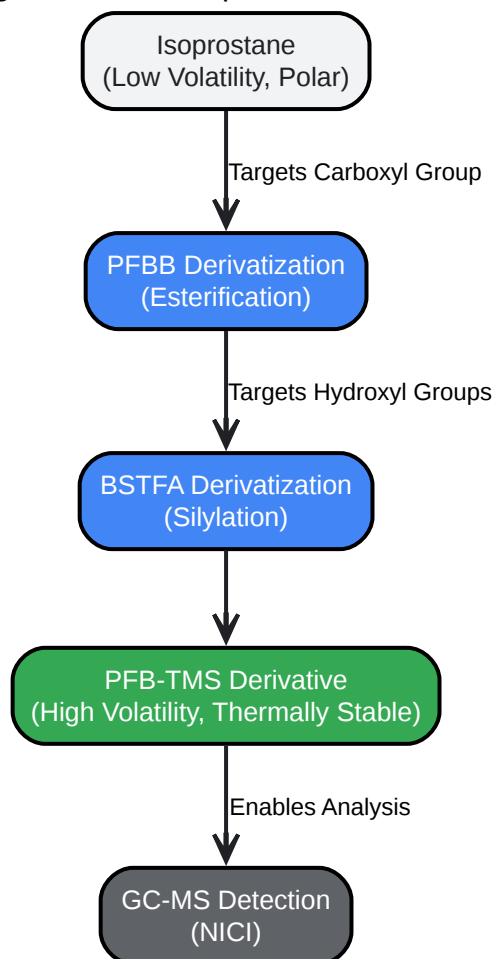 Isoprostane
(Low Volatility, Polar)
Targets Carboxyl Group
PFBB Derivatization
(Esterification)
Targets Hydroxyl Groups
BSTFA Derivatization
(Silylation)
PFB-TMS Derivative
(High Volatility, Thermally Stable)
Enables Analysis
GC-MS Detection
(NICI)